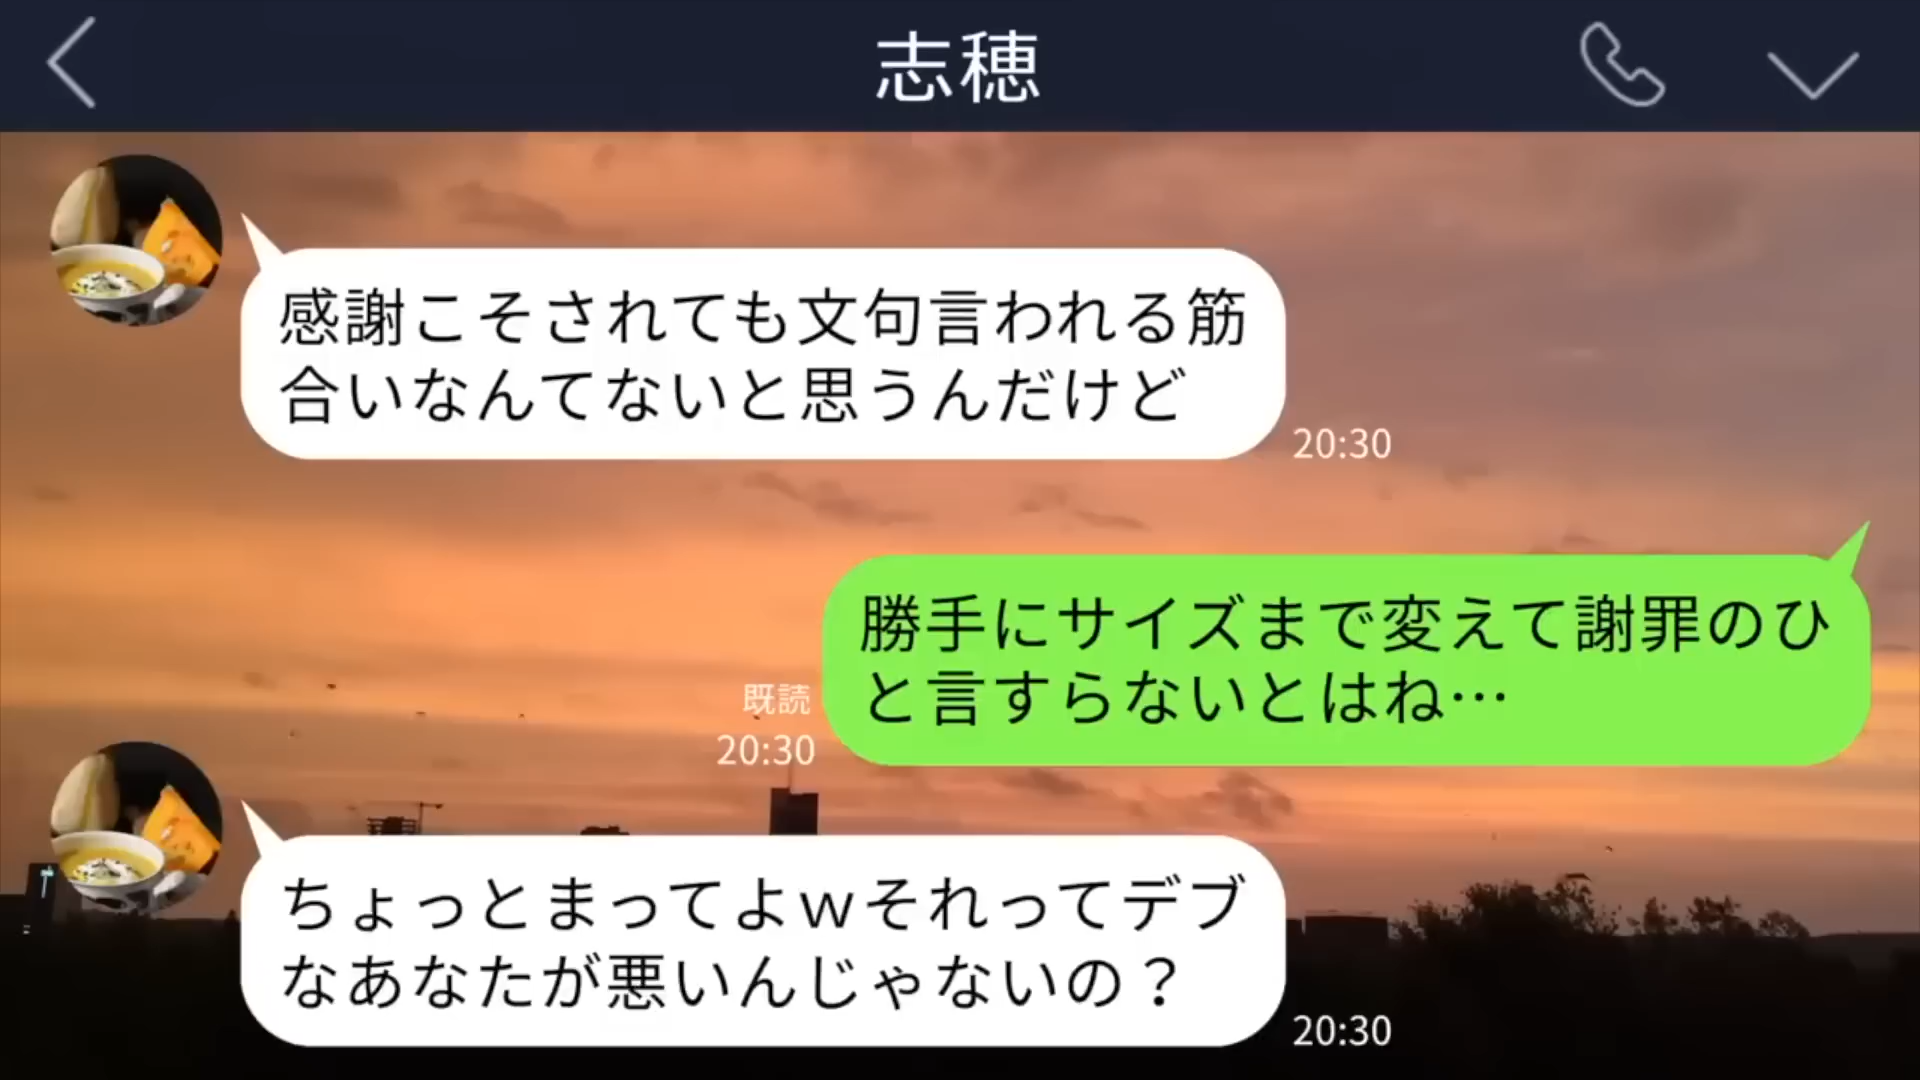 志穂
感謝こそされても文句言われる筋
合いなんてないと思うんだけど
20:30
勝手にサイズまで変えて謝罪のひ
と言すらないとはね…
既読
20:30
ちょっとまってよwそれってデブ
なあなたが悪いんじゃないの？
20:30